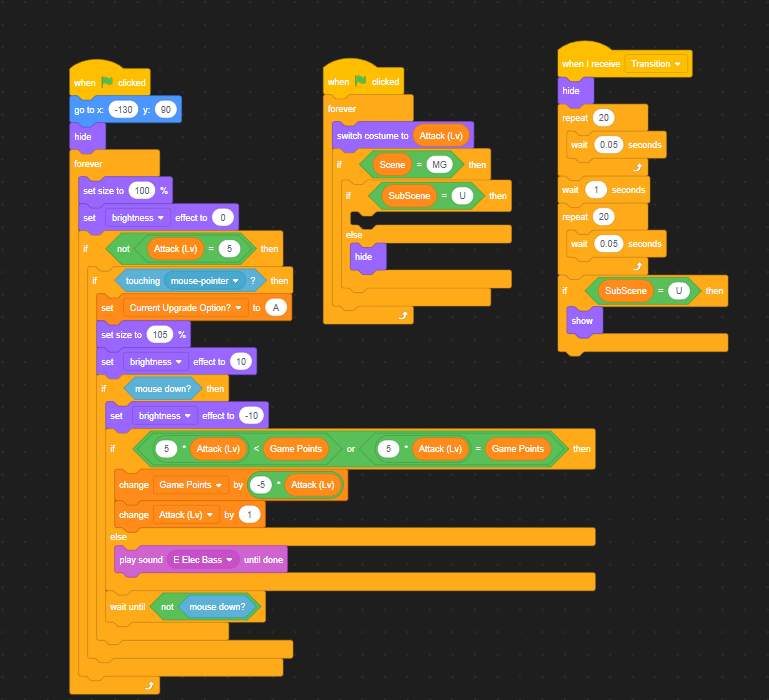 when clicked
go to x: -130 y: 90
hide
forever
set size to 100 %
set brightness effect to 0
if not Attack (Lv) = 5 then
if touching mouse-pointer ? then
set Current Upgrade Option? to A
set size to 105 %
set brightness effect to 10
if mouse down? then
set brightness effect to -10
if 5 * Attack (Lv) < Game Points or 5 * Attack (Lv) = Game Points then
change Game Points by -5 * Attack (Lv)
change Attack (Lv) by 1
else
play sound E Elec Bass until done
wait until not mouse down?
when clicked
forever
switch costume to Attack (Lv)
if Scene = MG then
if SubScene = U then
else
hide
when I receive Transition
hide
repeat 20
wait 0.05 seconds
wait 1 seconds
repeat 20
wait 0.05 seconds
if SubScene = U then
show